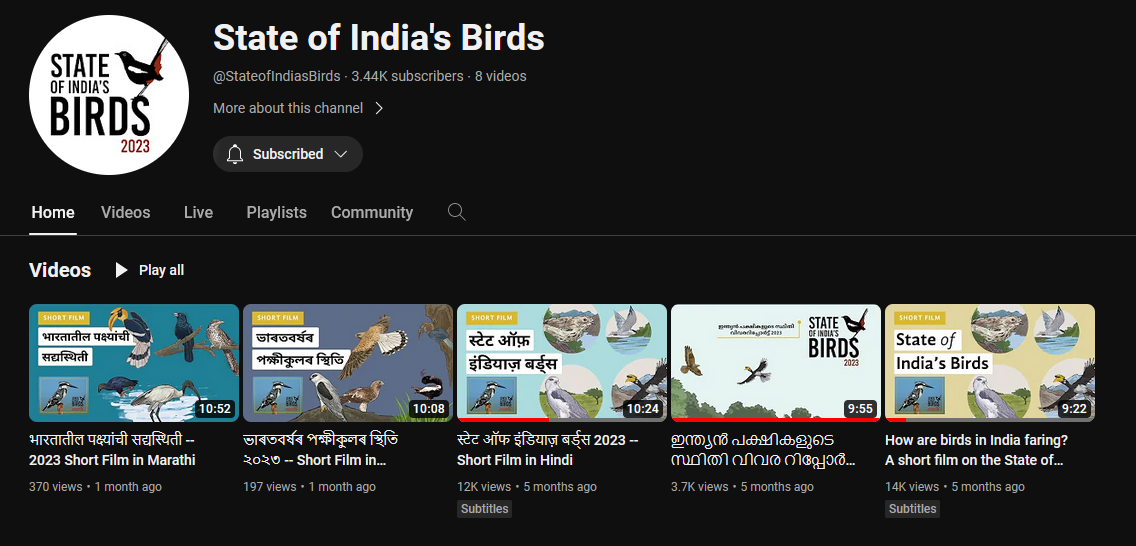 STATE
OF INDIA'S
BIRDS
2023
State of India's Birds
@StateofIndiasBirds · 3.44K subscribers · 8 videos
More about this channel
Subscribed
Home Videos Live Playlists Community
Videos Play all
SHORT FILM
भारतातील पक्ष्यांची
सद्यस्थिती
10:52
भारतातील पक्ष्यांची सद्यस्थिती --
2023 Short Film in Marathi
370 views • 1 month ago
SHORT FILM
ভাৰতবৰ্ষৰ
পক্ষীকুলৰ স্থিতি
10:08
ভাৰতবৰ্ষৰ পক্ষীকুলৰ স্থিতি
২০২৩ -- Short Film in...
197 views • 1 month ago
SHORT FILM
स्टेट ऑफ़
इंडियाज़ बर्ड्स
10:24
स्टेट ऑफ इंडियाज़ बर्ड्स 2023 --
Short Film in Hindi
12K views • 5 months ago
Subtitles
ഇന്ത്യൻ പക്ഷികളുടെ സ്ഥിതി
വിവരറിപ്പോർട്ട് 2023
STATE
OF INDIA'S
BIRDS
2023
9:55
ഇന്ത്യൻ പക്ഷികളുടെ
സ്ഥിതി വിവര റിപ്പോർ...
3.7K views • 5 months ago
SHORT FILM
State of
India's Birds
9:22
How are birds in India faring?
A short film on the State of...
14K views • 5 months ago
Subtitles